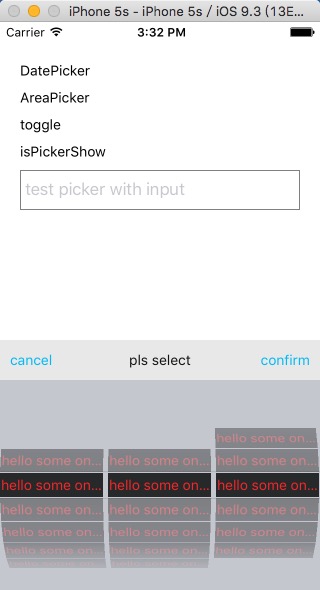 iPhone 5s - iPhone 5s / iOS 9.3 (13E...
Carrier 3:32 PM
DatePicker
AreaPicker
toggle
isPickerShow
test picker with input
cancel pls select confirm
hello some on...
hello some on... hello some on... hello some on...
hello some on... hello some on... hello some on...
hello some on... hello some on... hello some on...
hello some on... hello some on... hello some on...
hello some on... hello some on... hello some on...